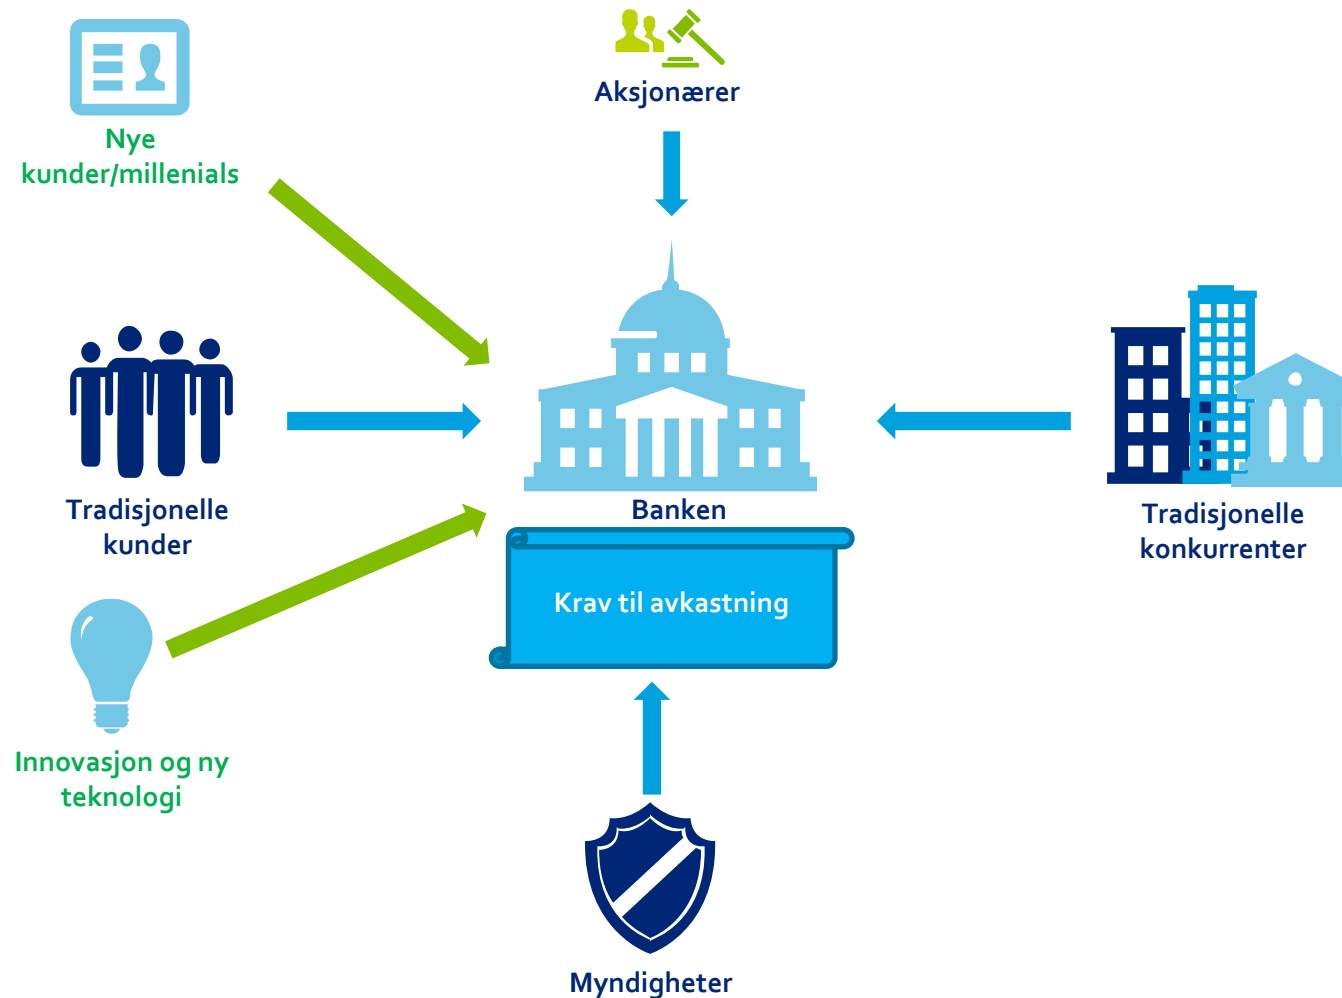 Aksjonærer
Nye
kunder/millenials
Tradisjonelle
kunder
Banken
Krav til avkastning
Tradisjonelle
konkurrenter
Innovasjon og ny
teknologi
Myndigheter